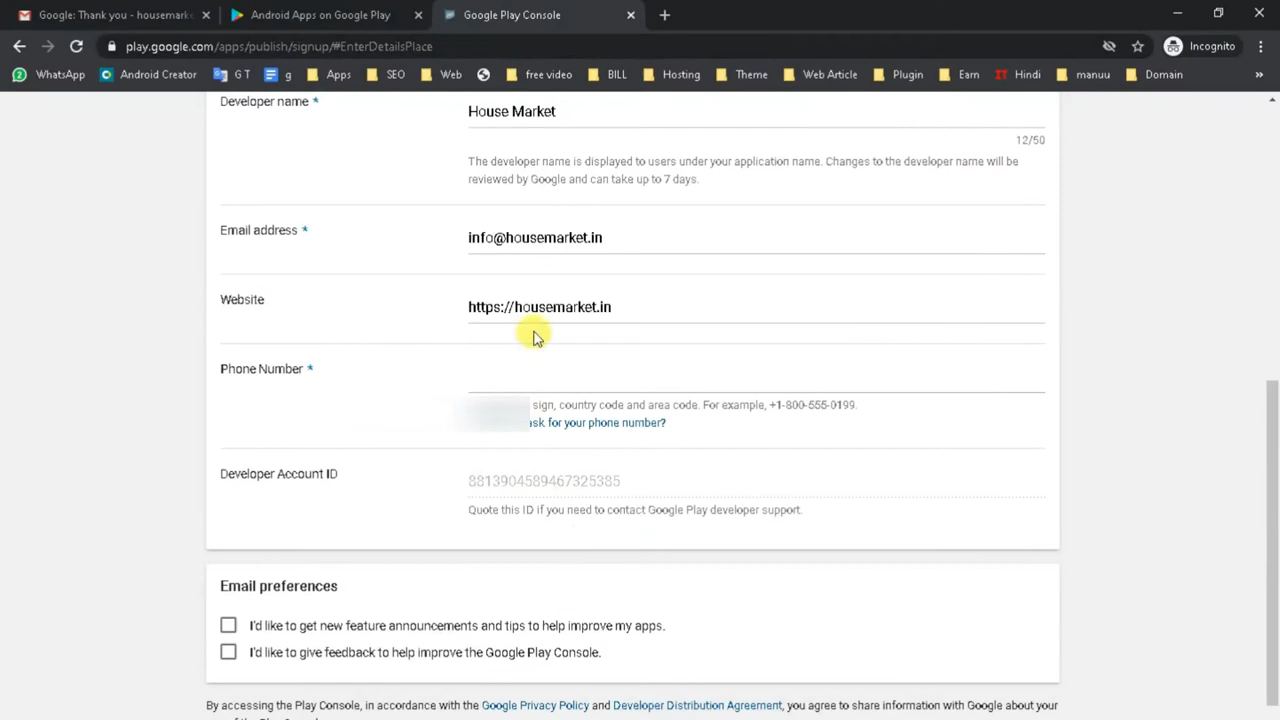 Google: Thank you - housemarke
Android Apps on Google Play
Google Play Console
play.google.com/apps/publish/signup/#EnterDetailsPlace
Incognito
WhatsApp
Android Creator
G T
g
Apps
SEO
Web
free video
BILL
Hosting
Theme
Web Article
Plugin
Earn
Hindi
manuu
Domain
Developer name *
House Market
12/50
The developer name is displayed to users under your application name. Changes to the developer name will be
reviewed by Google and can take up to 7 days.
Email address *
info@housemarket.in
Website
https://housemarket.in
Phone Number *
sign, country code and area code. For example, +1-800-555-0199.
ask for your phone number?
Developer Account ID
8813904589467325385
Quote this ID if you need to contact Google Play developer support.
Email preferences
I'd like to get new feature announcements and tips to help improve my apps.
I'd like to give feedback to help improve the Google Play Console.
By accessing the Play Console, in accordance with the Google Privacy Policy and Developer Distribution Agreement, you agree to share information with Google about your